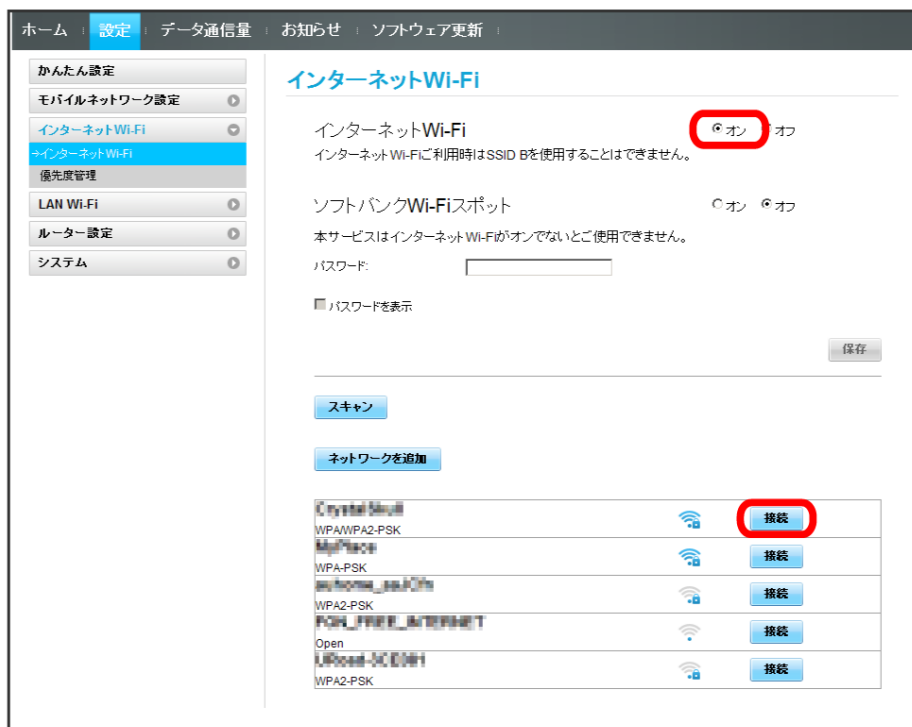 ホーム 設定 データ通信量 お知らせ ソフトウェア更新
かんたん設定
モバイルネットワーク設定
インターネットWi-Fi
→インターネットWi-Fi
優先度管理
LAN Wi-Fi
ルーター設定
システム
インターネットWi-Fi
インターネットWi-Fi オン オフ
インターネットWi-Fiご利用時はSSID Bを使用することはできません。
ソフトバンクWi-Fiスポット オン オフ
本サービスはインターネットWi-Fiがオンでないとご使用できません。
パスワード:
パスワードを表示
保存
スキャン
ネットワークを追加
WPA/WPA2-PSK 接続
WPA-PSK 接続
WPA2-PSK 接続
Open 接続
WPA2-PSK 接続